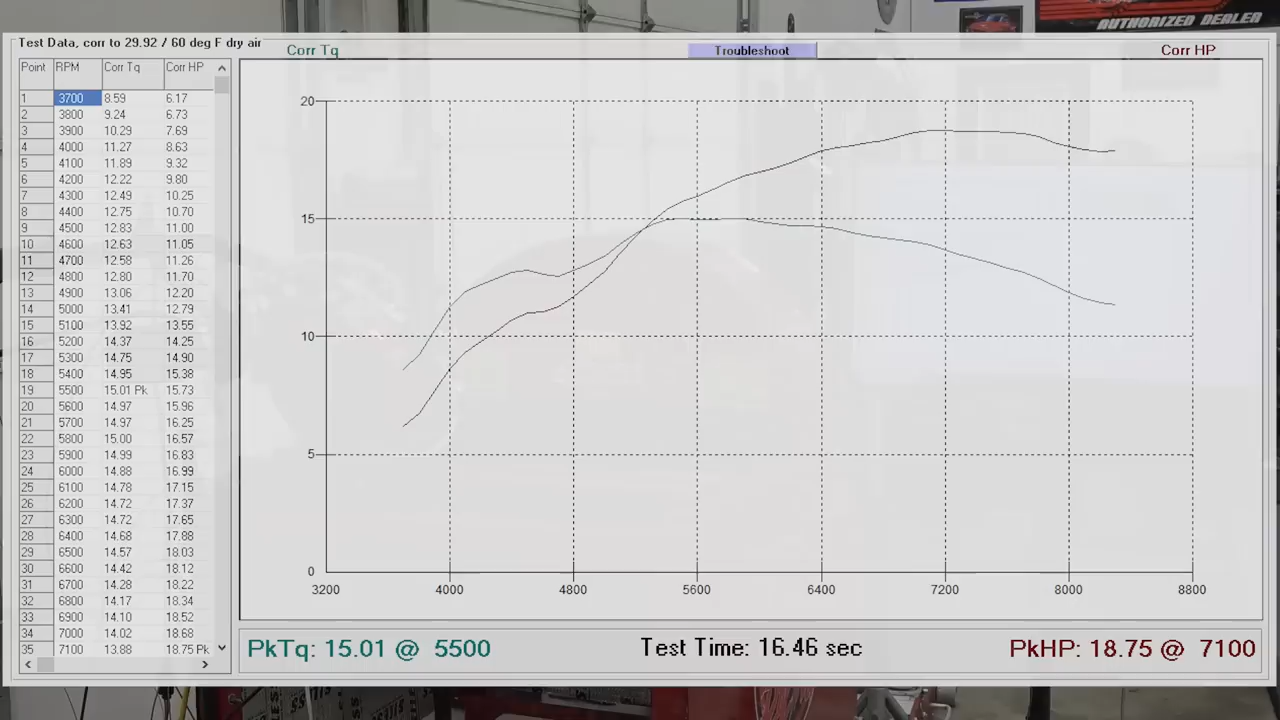 AUTHORIZED DEALER
Test Data, corr to 29.92 / 60 deg F dry air
Corr Tq
Troubleshoot
Corr HP
Point RPM Corr Tq Corr HP
1 3700 8.59 6.17
2 3800 9.24 6.73
3 3900 10.29 7.69
4 4000 11.27 8.63
5 4100 11.89 9.32
6 4200 12.22 9.80
7 4300 12.49 10.25
8 4400 12.75 10.70
9 4500 12.83 11.00
10 4600 12.63 11.05
11 4700 12.58 11.26
12 4800 12.80 11.70
13 4900 13.06 12.20
14 5000 13.41 12.79
15 5100 13.92 13.55
16 5200 14.37 14.25
17 5300 14.75 14.90
18 5400 14.95 15.38
19 5500 15.01 Pk 15.73
20 5600 14.97 15.96
21 5700 14.97 16.25
22 5800 15.00 16.57
23 5900 14.99 16.83
24 6000 14.88 16.99
25 6100 14.78 17.15
26 6200 14.72 17.37
27 6300 14.72 17.65
28 6400 14.68 17.88
29 6500 14.57 18.03
30 6600 14.42 18.12
31 6700 14.28 18.22
32 6800 14.17 18.34
33 6900 14.10 18.52
34 7000 14.02 18.68
35 7100 13.88 18.75 Pk
20
15
10
5
0
3200 4000 4800 5600 6400 7200 8000 8800
PkTq: 15.01 @ 5500
Test Time: 16.46 sec
PkHP: 18.75 @ 7100